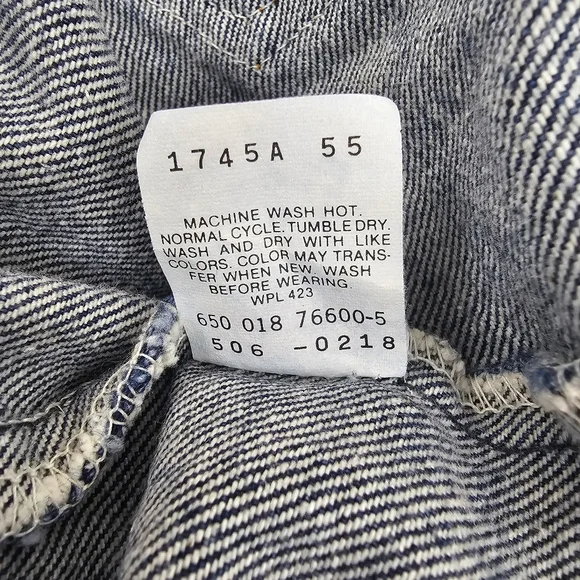 1745A 55
MACHINE WASH HOT.
NORMAL CYCLE. TUMBLE DRY.
WASH AND DRY WITH LIKE
COLORS. COLOR MAY TRANS-
FER WHEN NEW. WASH
BEFORE WEARING.
WPL 423
650 018 76600-5
506 -0218